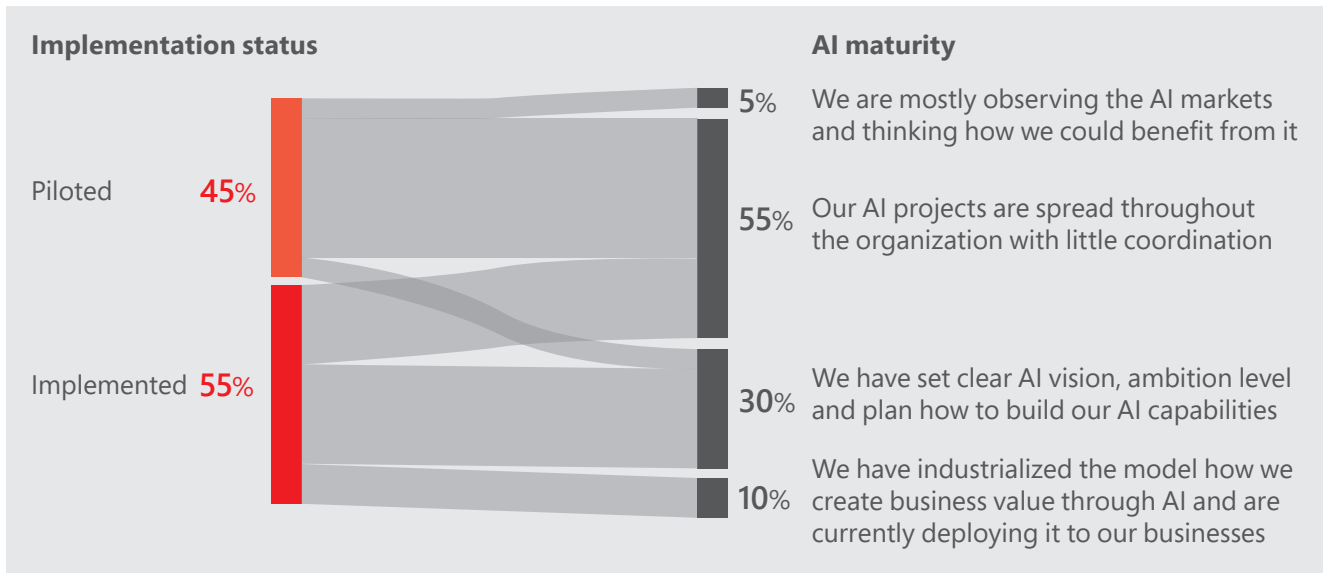 Implementation status
AI maturity
Piloted 45%
Implemented 55%
5% We are mostly observing the AI markets
and thinking how we could benefit from it
55% Our AI projects are spread throughout
the organization with little coordination
30% We have set clear AI vision, ambition level
and plan how to build our AI capabilities
10% We have industrialized the model how we
create business value through AI and are
currently deploying it to our businesses